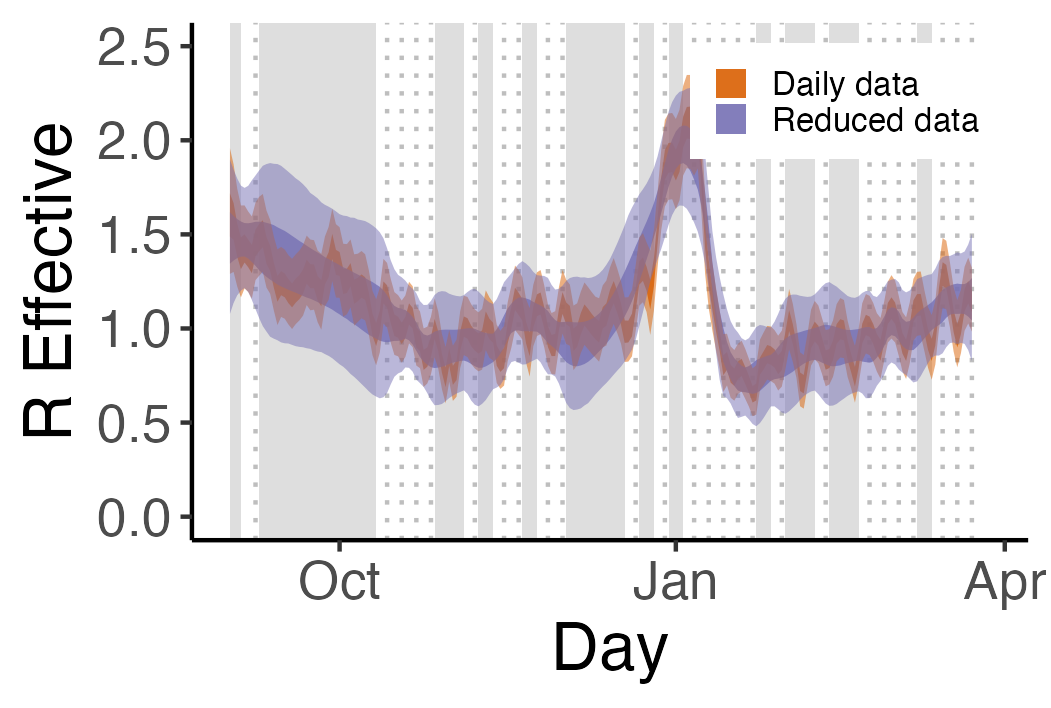 2.5
2.0
1.5
1.0
0.5
0.0
R Effective
Daily data
Reduced data
Oct
Jan
Apr
Day